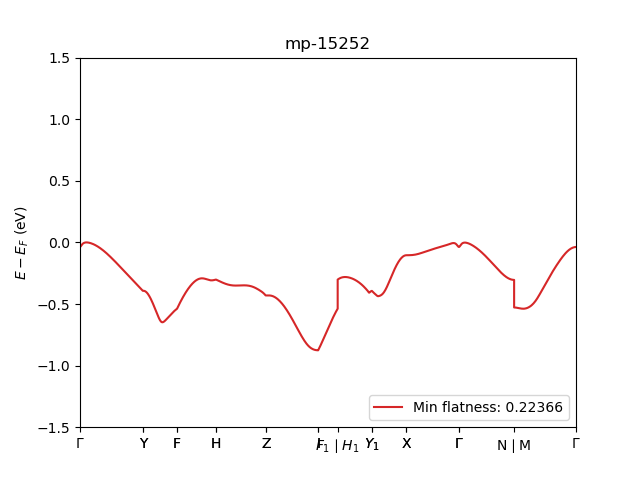 mp-15252
1.5
1.0
0.5
0.0
−0.5
−1.0
−1.5
E − E_F (eV)
Min flatness: 0.22366
Γ Y F H Z I F₁ | H₁ Y₁ X Γ N | M Γ